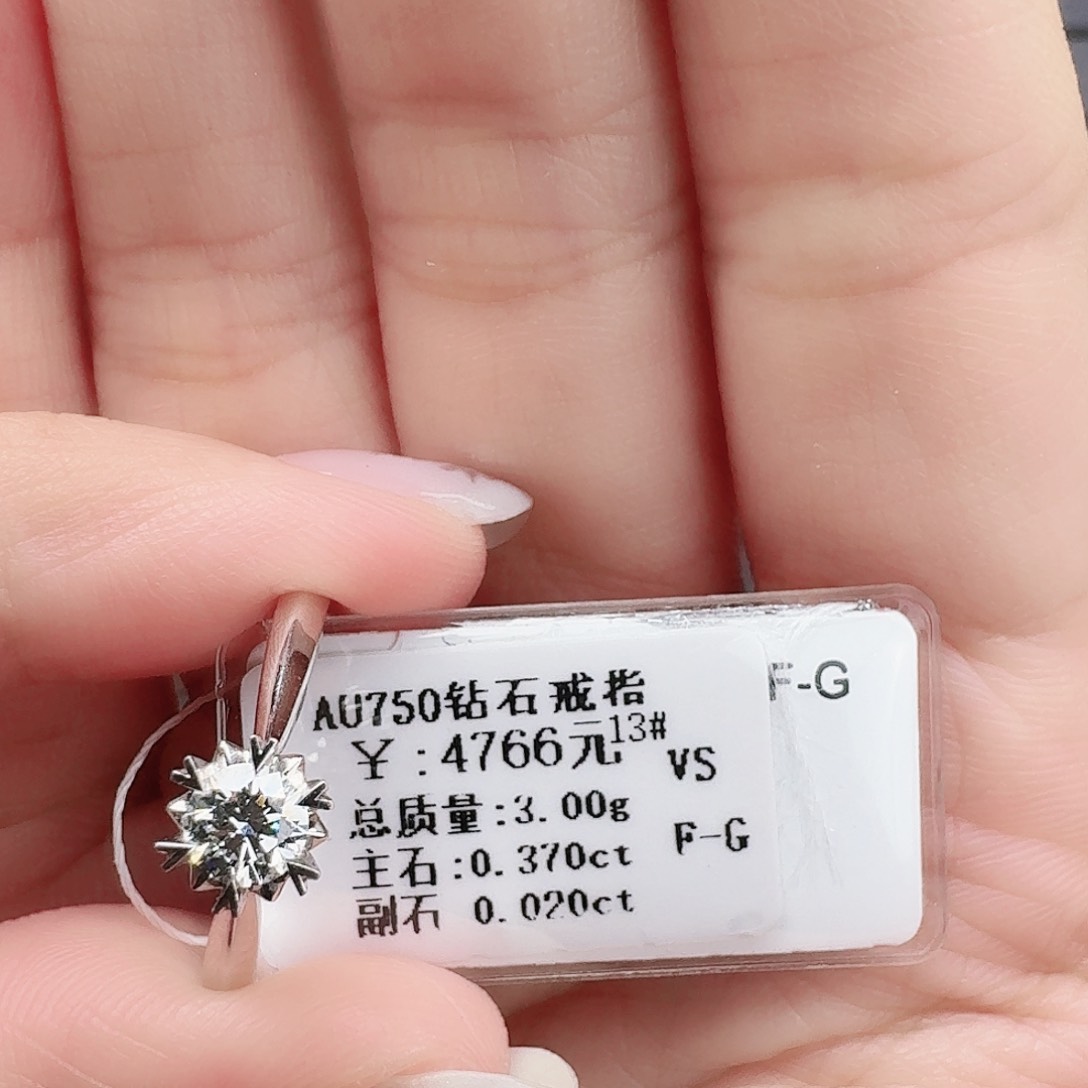 AU750钻石戒指
¥:4766元13#
VS
总质量:3.00g
F-G
主石:0.370ct
副石 0.020ct
F-G